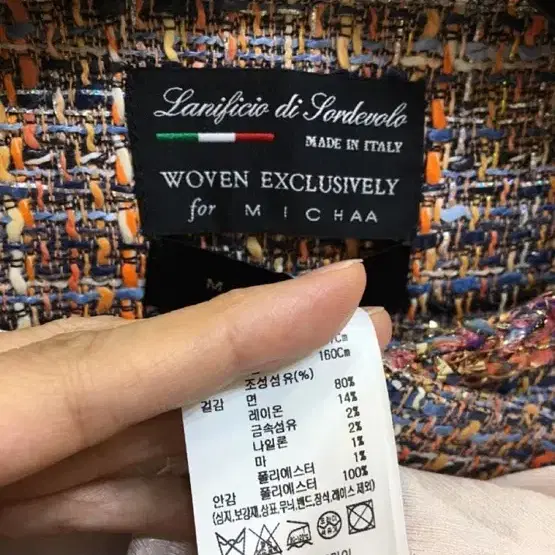 Lanificio di Sordevolo
MADE IN ITALY
WOVEN EXCLUSIVELY
for MICHAA
M
160Cm
조성섬유(%)
겉감 면 80%
레이온 14%
금속섬유 2%
나일론 2%
마 1%
폴리에스터 1%
안감 폴리에스터 100%
(심지,보강재,상표,무늬,밴드,장식,레이스 제외)